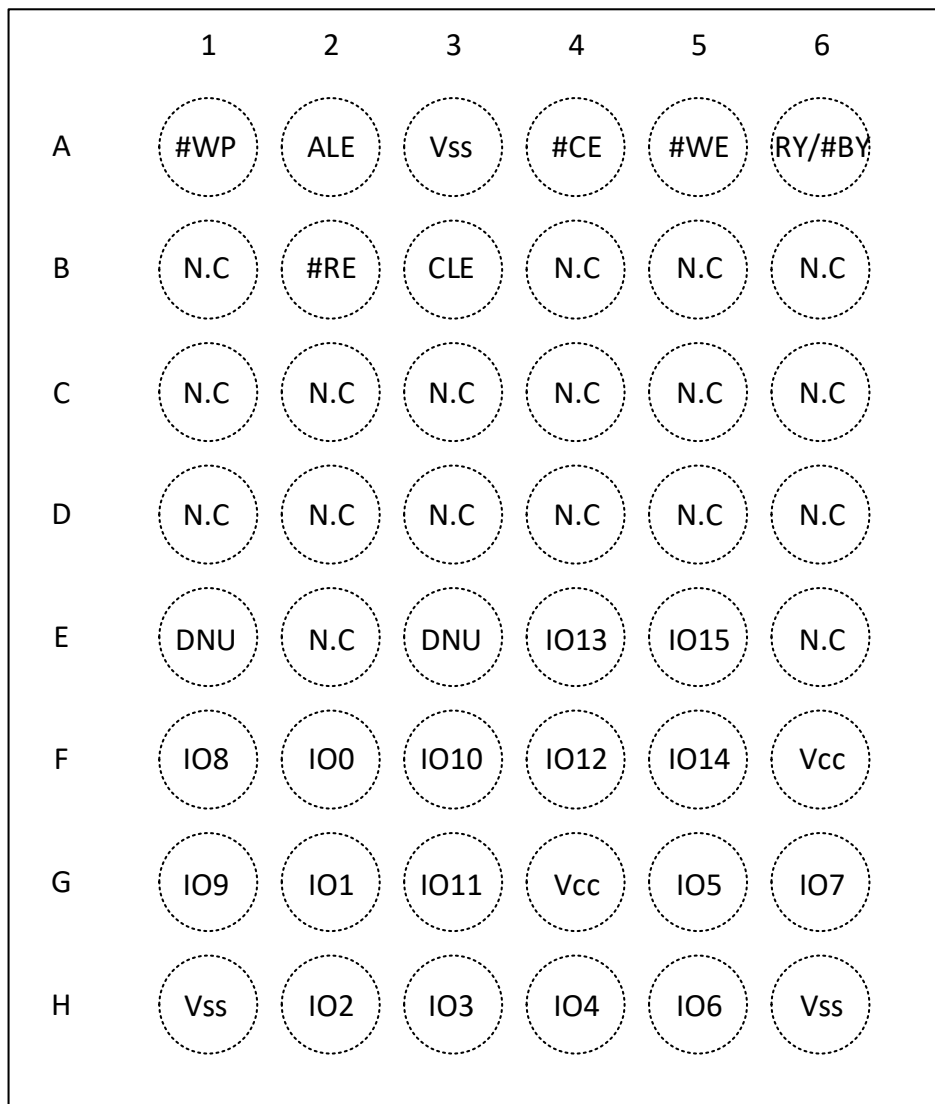 1 2 3 4 5 6
A #WP ALE Vss #CE #WE RY/#BY
B N.C #RE CLE N.C N.C N.C
C N.C N.C N.C N.C N.C N.C
D N.C N.C N.C N.C N.C N.C
E DNU N.C DNU IO13 IO15 N.C
F IO8 IO0 IO10 IO12 IO14 Vcc
G IO9 IO1 IO11 Vcc IO5 IO7
H Vss IO2 IO3 IO4 IO6 Vss